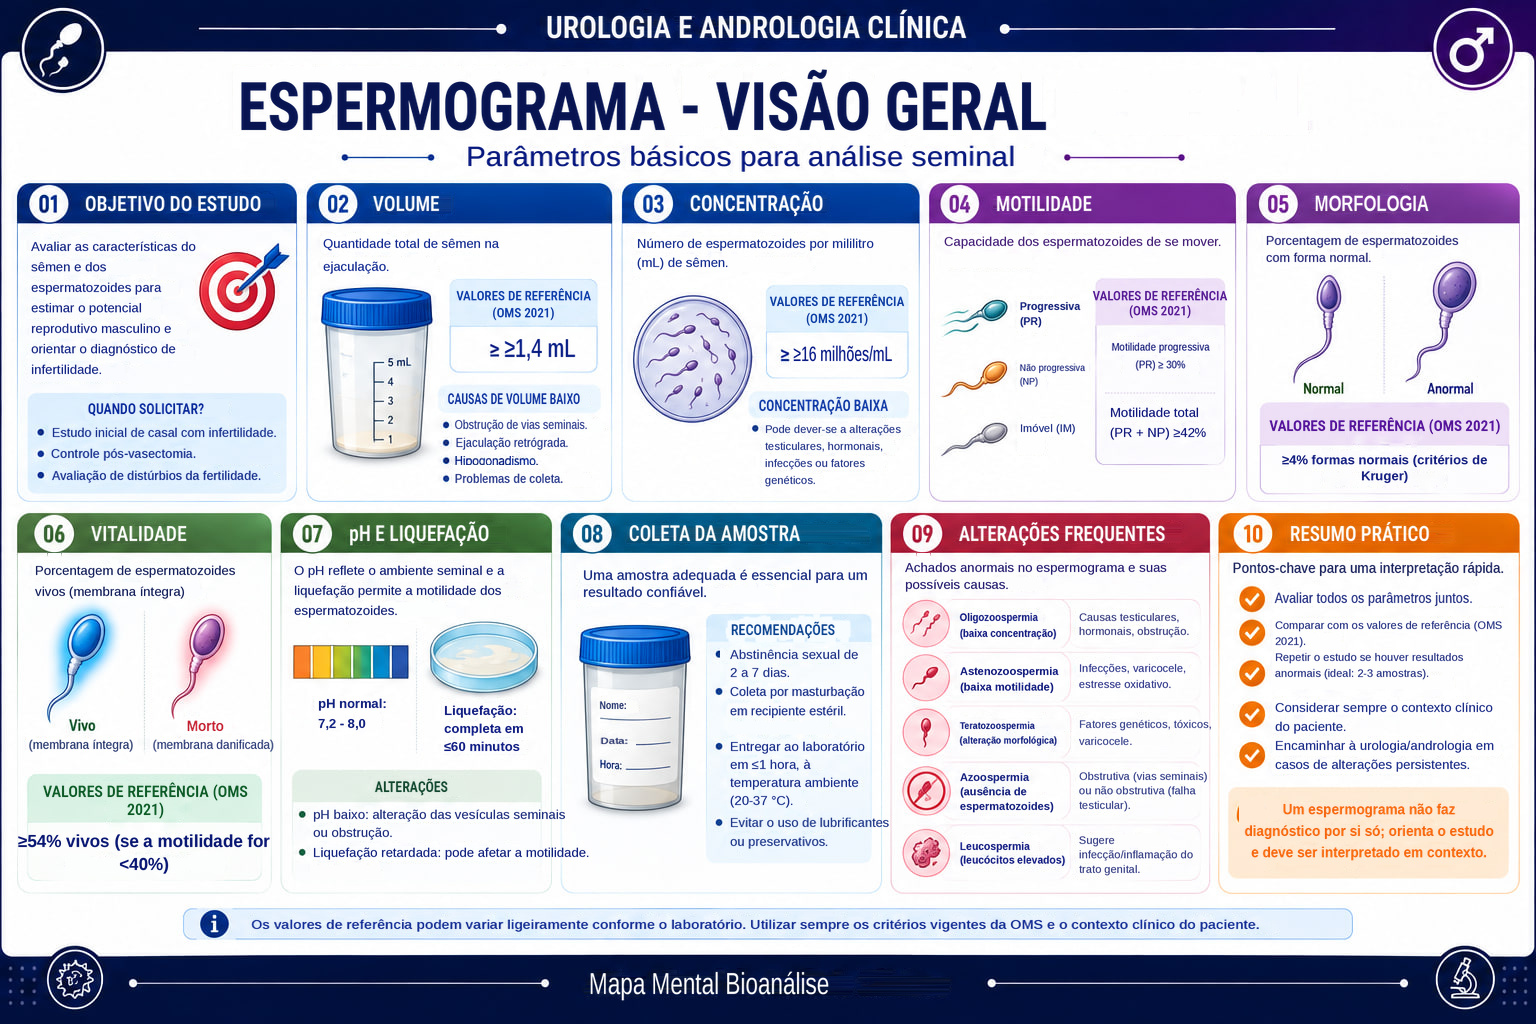 UROLOGIA E ANDROLOGIA CLÍNICA
ESPERMOGRAMA - VISÃO GERAL
Parâmetros básicos para análise seminal
01 OBJETIVO DO ESTUDO
Avaliar as características do
sêmen e dos
espermatozoides para
estimar o potencial
reprodutivo masculino e
orientar o diagnóstico de
infertilidade.
QUANDO SOLICITAR?
• Estudo inicial de casal com infertilidade.
• Controle pós-vasectomia.
• Avaliação de distúrbios da fertilidade.
02 VOLUME
Quantidade total de sêmen na
ejaculação.
5 mL
4
3
2
1
VALORES DE REFERÊNCIA
(OMS 2021)
≥ ≥1,4 mL
CAUSAS DE VOLUME BAIXO
• Obstrução de vias seminais.
• Ejaculação retrógrada.
• Hipogonadismo.
• Problemas de coleta.
03 CONCENTRAÇÃO
Número de espermatozoides por mililitro
(mL) de sêmen.
VALORES DE REFERÊNCIA
(OMS 2021)
≥ ≥16 milhões/mL
CONCENTRAÇÃO BAIXA
• Pode dever-se a alterações
testiculares, hormonais,
infecções ou fatores
genéticos.
04 MOTILIDADE
Capacidade dos espermatozoides de se mover.
Progressiva
(PR)
Não progressiva
(NP)
Imóvel (IM)
VALORES DE REFERÊNCIA
(OMS 2021)
Motilidade progressiva
(PR) ≥ 30%
Motilidade total
(PR + NP) ≥42%
05 MORFOLOGIA
Porcentagem de espermatozoides
com forma normal.
Normal
Anormal
VALORES DE REFERÊNCIA (OMS 2021)
≥4% formas normais (critérios de
Kruger)
06 VITALIDADE
Porcentagem de espermatozoides
vivos (membrana íntegra)
Vivo
(membrana íntegra)
Morto
(membrana danificada)
VALORES DE REFERÊNCIA (OMS
2021)
≥54% vivos (se a motilidade for
<40%)
07 pH E LIQUEFAÇÃO
O pH reflete o ambiente seminal e a
liquefação permite a motilidade dos
espermatozoides.
pH normal:
7,2 - 8,0
Liquefação:
completa em
≤60 minutos
ALTERAÇÕES
• pH baixo: alteração das vesículas seminais
ou obstrução.
• Liquefação retardada: pode afetar a motilidade.
08 COLETA DA AMOSTRA
Uma amostra adequada é essencial para um
resultado confiável.
Nome:
Data:
Hora:
RECOMENDAÇÕES
• Abstinência sexual de
2 a 7 dias.
• Coleta por masturbação
em recipiente estéril.
• Entregar ao laboratório
em ≤1 hora, à
temperatura ambiente
(20-37 °C).
• Evitar o uso de lubrificantes
ou preservativos.
09 ALTERAÇÕES FREQUENTES
Achados anormais no espermograma e suas
possíveis causas.
Oligozoospermia
(baixa concentração)
Causas testiculares,
hormonais, obstrução.
Astenozoospermia
(baixa motilidade)
Infecções, varicocele,
estresse oxidativo.
Teratozoospermia
(alteração morfológica)
Fatores genéticos, tóxicos,
varicocele.
Azoospermia
(ausência de
espermatozoides)
Obstrutiva (vias seminais)
ou não obstrutiva (falha
testicular).
Leucospermia
(leucócitos elevados)
Sugere
infecção/inflamação do
trato genital.
10 RESUMO PRÁTICO
Pontos-chave para uma interpretação rápida.
Avaliar todos os parâmetros juntos.
Comparar com os valores de referência (OMS
2021).
Repetir o estudo se houver resultados
anormais (ideal: 2-3 amostras).
Considerar sempre o contexto clínico
do paciente.
Encaminhar à urologia/andrologia em
casos de alterações persistentes.
Um espermograma não faz
diagnóstico por si só; orienta o estudo
e deve ser interpretado em contexto.
i Os valores de referência podem variar ligeiramente conforme o laboratório. Utilizar sempre os critérios vigentes da OMS e o contexto clínico do paciente.
Mapa Mental Bioanálise